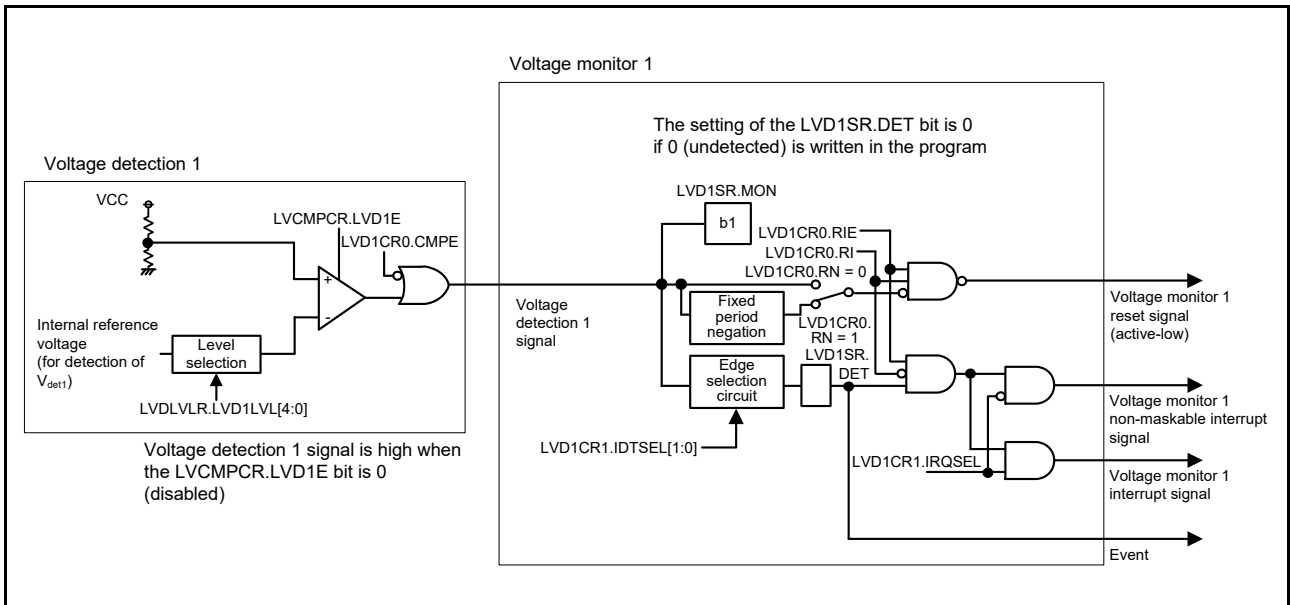 Voltage monitor 1
The setting of the LVD1SR.DET bit is 0
if 0 (undetected) is written in the program
Voltage detection 1
VCC
LVCMPCR.LVD1E
LVD1CR0.CMPE
+
-
Internal reference
voltage
(for detection of
Vdet1)
Level
selection
LVDLVLR.LVD1LVL[4:0]
Voltage detection 1 signal is high when
the LVCMPCR.LVD1E bit is 0
(disabled)
Voltage
detection 1
signal
LVD1SR.MON
b1
LVD1CR0.RIE
LVD1CR0.RI
LVD1CR0.RN = 0
Fixed
period
negation
LVD1CR0.
RN = 1
LVD1SR.
DET
Edge
selection
circuit
LVD1CR1.IDTSEL[1:0]
LVD1CR1.IRQSEL
Voltage monitor 1
reset signal
(active-low)
Voltage monitor 1
non-maskable interrupt
signal
Voltage monitor 1
interrupt signal
Event